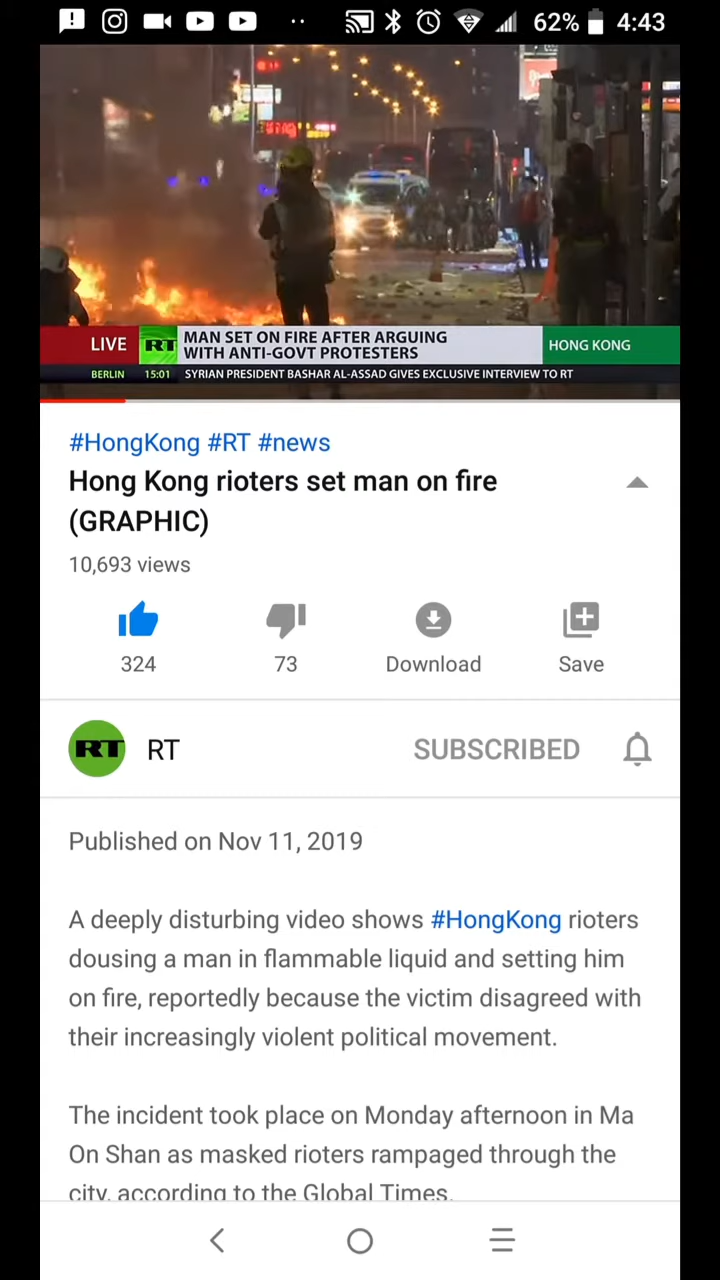 62% 4:43
LIVE RT MAN SET ON FIRE AFTER ARGUING
WITH ANTI-GOVT PROTESTERS
HONG KONG
BERLIN 15:01 SYRIAN PRESIDENT BASHAR AL-ASSAD GIVES EXCLUSIVE INTERVIEW TO RT
#HongKong #RT #news
Hong Kong rioters set man on fire
(GRAPHIC)
10,693 views
324 73 Download Save
RT RT SUBSCRIBED
Published on Nov 11, 2019
A deeply disturbing video shows #HongKong rioters
dousing a man in flammable liquid and setting him
on fire, reportedly because the victim disagreed with
their increasingly violent political movement.
The incident took place on Monday afternoon in Ma
On Shan as masked rioters rampaged through the
city, according to the Global Times.